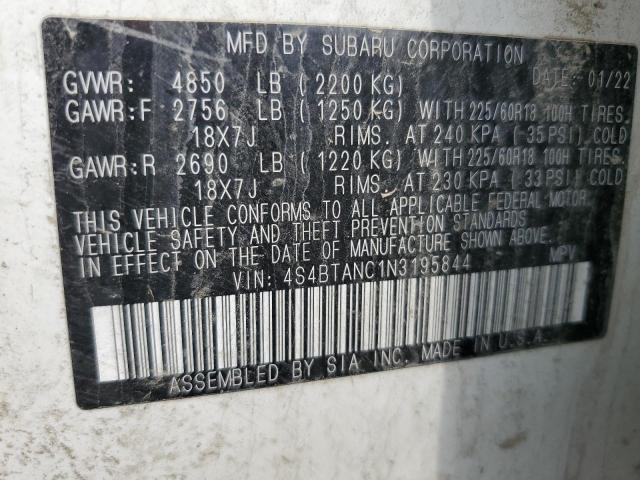 MFD BY SUBARU CORPORATION
GVWR: 4850 LB ( 2200 KG) DATE: 01/22
GAWR:F 2756 LB ( 1250 KG) WITH 225/60R18 100H TIRES.
18X7J RIMS. AT 240 KPA ( 35 PSI) COLD
GAWR:R 2690 LB ( 1220 KG) WITH 225/60R18 100H TIRES.
18X7J RIMS. AT 230 KPA ( 33 PSI) COLD
THIS VEHICLE CONFORMS TO ALL APPLICABLE FEDERAL MOTOR
VEHICLE SAFETY AND THEFT PREVENTION STANDARDS
IN EFFECT ON THE DATE OF MANUFACTURE SHOWN ABOVE.
VIN: 4S4BTANC1N3195844 MPV
ASSEMBLED BY SIA INC. MADE IN U.S.A.